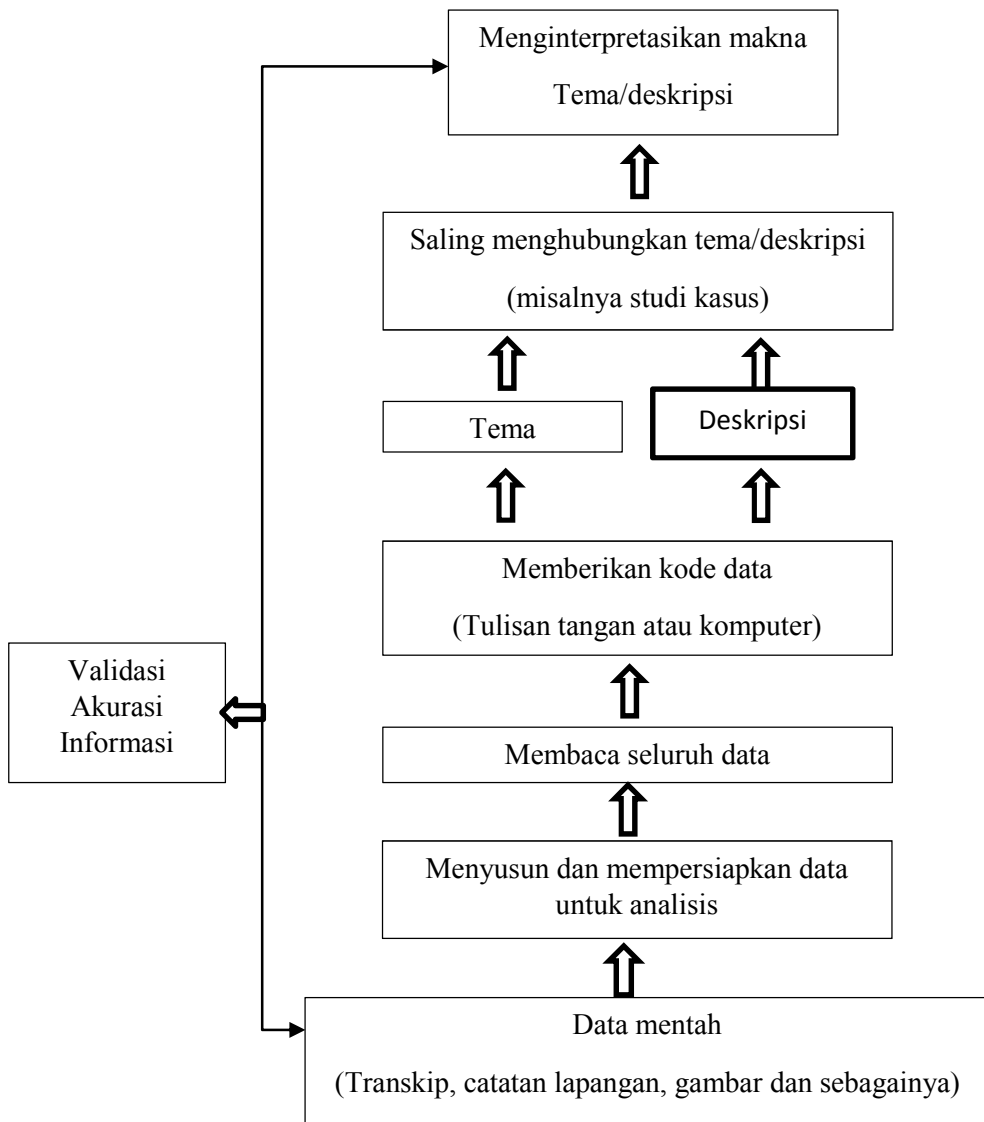 Menginterpretasikan makna
Tema/deskripsi
Saling menghubungkan tema/deskripsi
(misalnya studi kasus)
Tema
Deskripsi
Memberikan kode data
(Tulisan tangan atau komputer)
Validasi
Akurasi
Informasi
Membaca seluruh data
Menyusun dan mempersiapkan data
untuk analisis
Data mentah
(Transkip, catatan lapangan, gambar dan sebagainya)